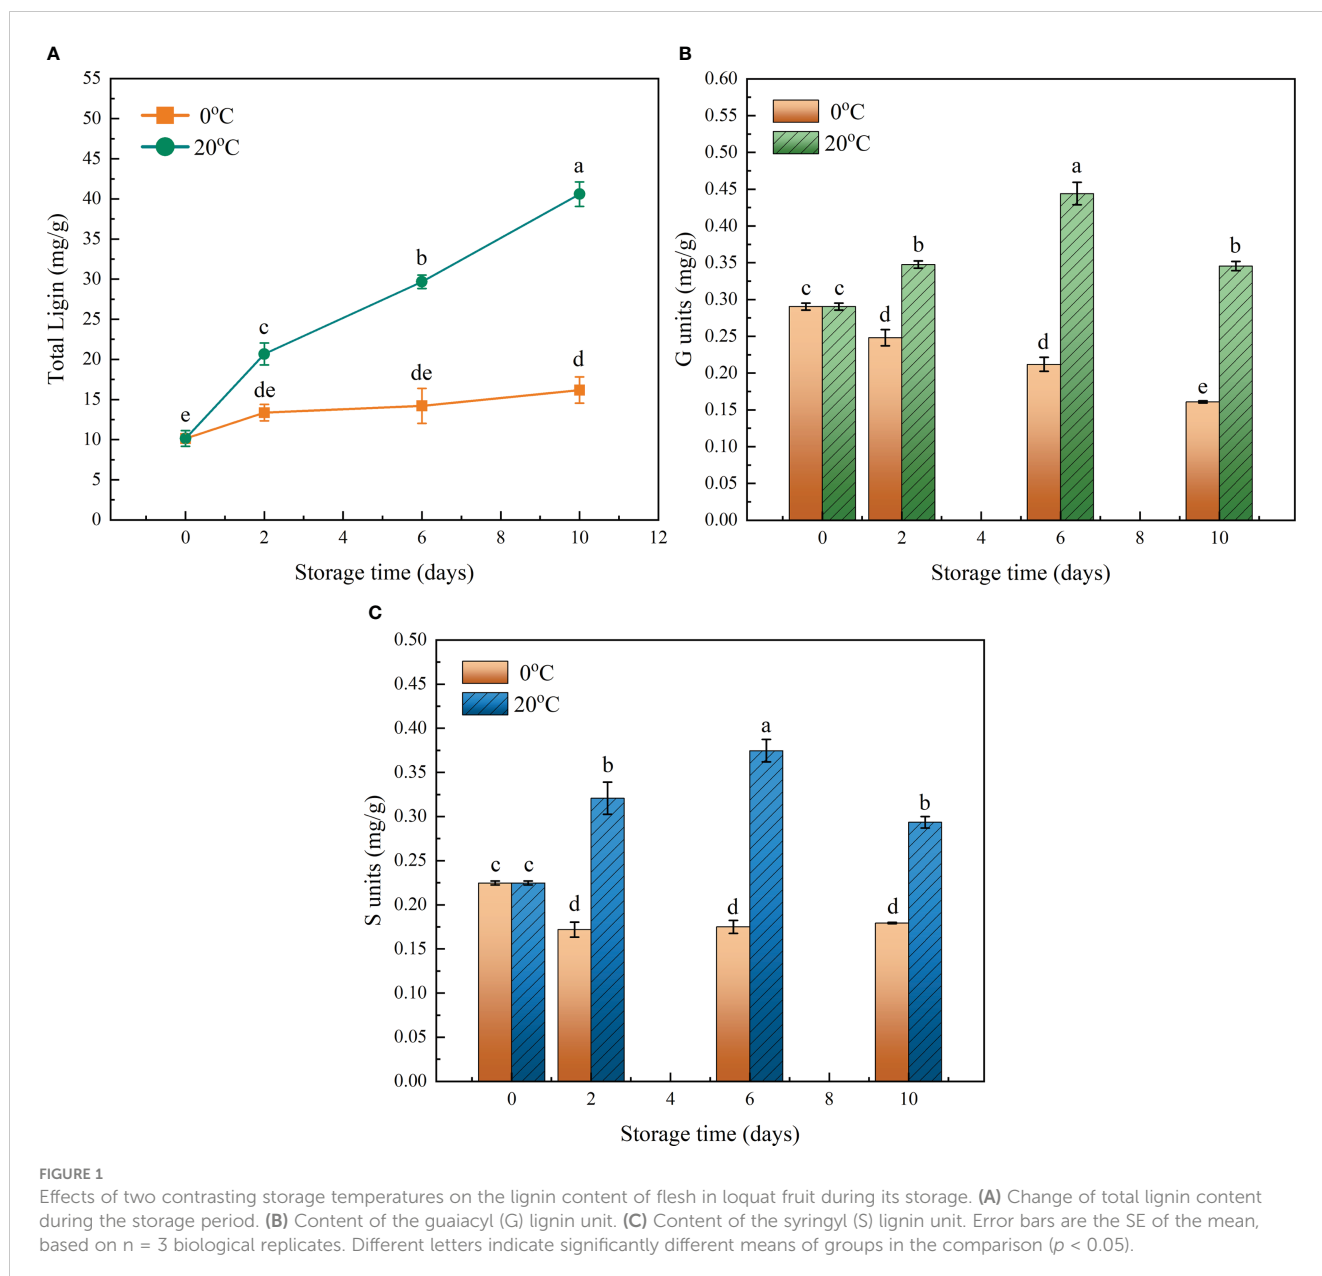 A
55
50
45
40
35
30
25
20
15
10
5
0
Total Ligin (mg/g)
0°C
20°C
e
c
b
a
de
de
d
0 2 4 6 8 10 12
Storage time (days)
B
0.60
0.55
0.50
0.45
0.40
0.35
0.30
0.25
0.20
0.15
0.10
0.05
0.00
G units (mg/g)
0°C
20°C
c c
d b
d a
e b
0 2 4 6 8 10
Storage time (days)
C
0.50
0.45
0.40
0.35
0.30
0.25
0.20
0.15
0.10
0.05
0.00
S units (mg/g)
0°C
20°C
c c
d b
d a
d b
0 2 4 6 8 10
Storage time (days)
FIGURE 1
Effects of two contrasting storage temperatures on the lignin content of flesh in loquat fruit during its storage. (A) Change of total lignin content
during the storage period. (B) Content of the guaiacyl (G) lignin unit. (C) Content of the syringyl (S) lignin unit. Error bars are the SE of the mean,
based on n = 3 biological replicates. Different letters indicate significantly different means of groups in the comparison (p < 0.05).